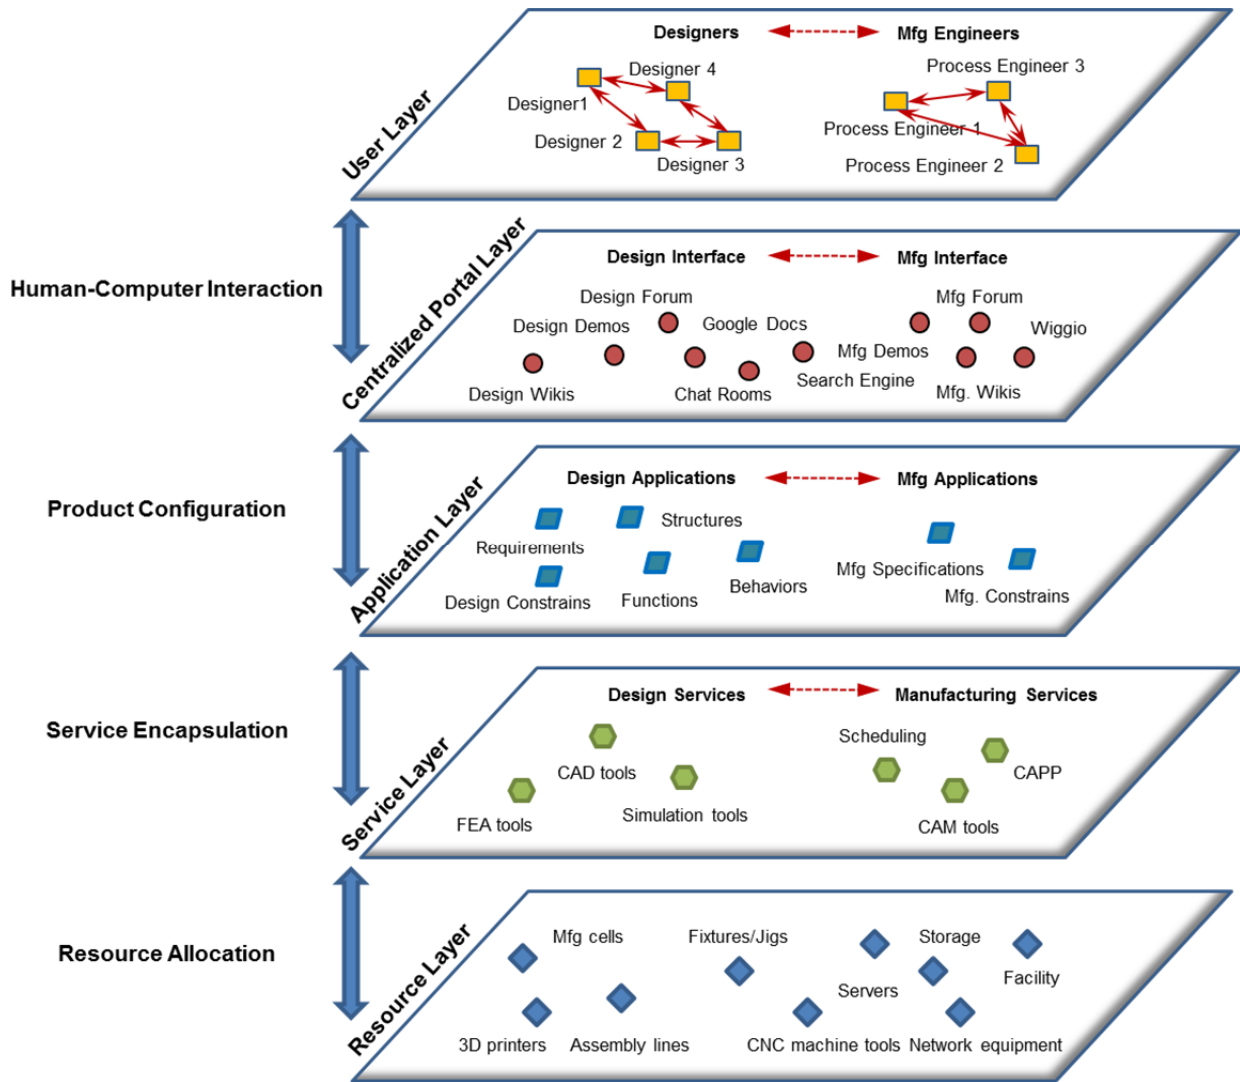 Designers
Mfg Engineers
Designer 4
Process Engineer 3
Designer1
Process Engineer 1
Designer 2
Designer 3
Process Engineer 2
User Layer
Human-Computer Interaction
Design Interface
Mfg Interface
Design Forum
Mfg Forum
Design Demos
Google Docs
Wiggio
Mfg Demos
Search Engine
Design Wikis
Chat Rooms
Mfg. Wikis
Centralized Portal Layer
Product Configuration
Design Applications
Mfg Applications
Structures
Requirements
Mfg Specifications
Behaviors
Design Constrains
Functions
Mfg. Constrains
Application Layer
Service Encapsulation
Design Services
Manufacturing Services
Scheduling
CAD tools
CAPP
Simulation tools
FEA tools
CAM tools
Service Layer
Resource Allocation
Mfg cells
Fixtures/Jigs
Storage
Facility
Servers
3D printers
Assembly lines
CNC machine tools
Network equipment
Resource Layer